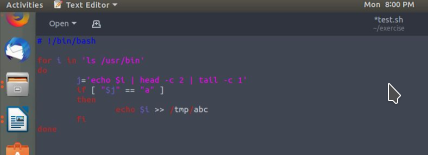 Activities Text Editor Mon 8:00 PM
Open *test.sh
~/exercise
# !/bin/bash
for i in `ls /usr/bin`
do
j=`echo $i | head -c 2 | tail -c 1`
if [ "$j" == "a" ]
then
echo $i >> /tmp/abc
fi
done